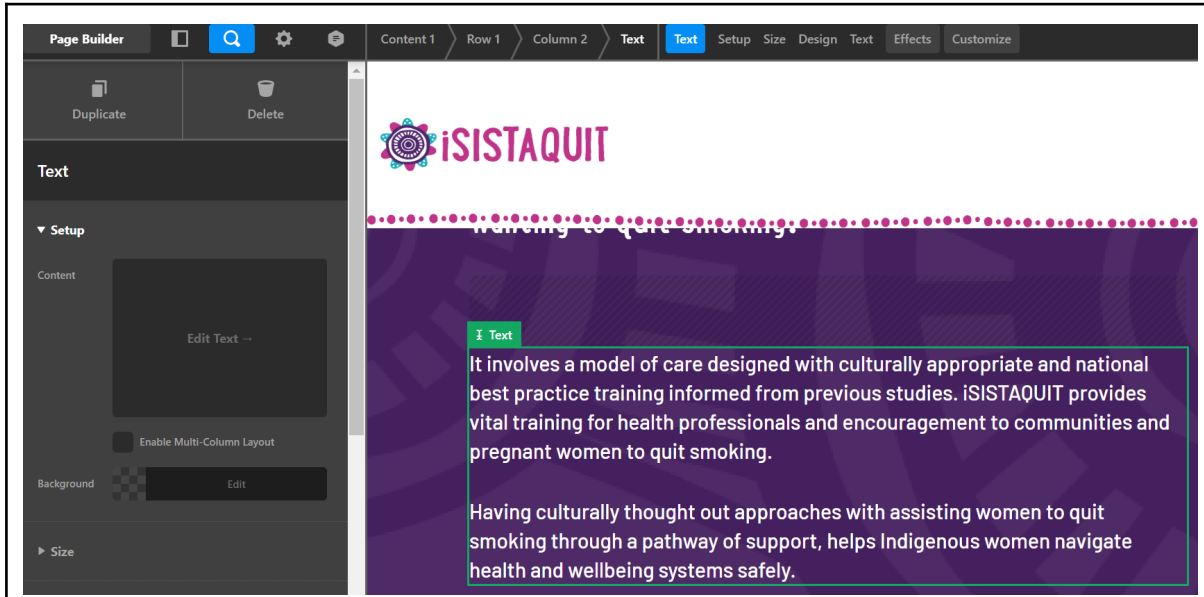 Page Builder
Content 1 Row 1 Column 2 Text Text Setup Size Design Text Effects Customize
Duplicate Delete
Text
Setup
Content
Edit Text →
Enable Multi-Column Layout
Background Edit
Size
iSISTAQUIT
wanting to quit smoking.
Text
It involves a model of care designed with culturally appropriate and national
best practice training informed from previous studies. iSISTAQUIT provides
vital training for health professionals and encouragement to communities and
pregnant women to quit smoking.
Having culturally thought out approaches with assisting women to quit
smoking through a pathway of support, helps Indigenous women navigate
health and wellbeing systems safely.